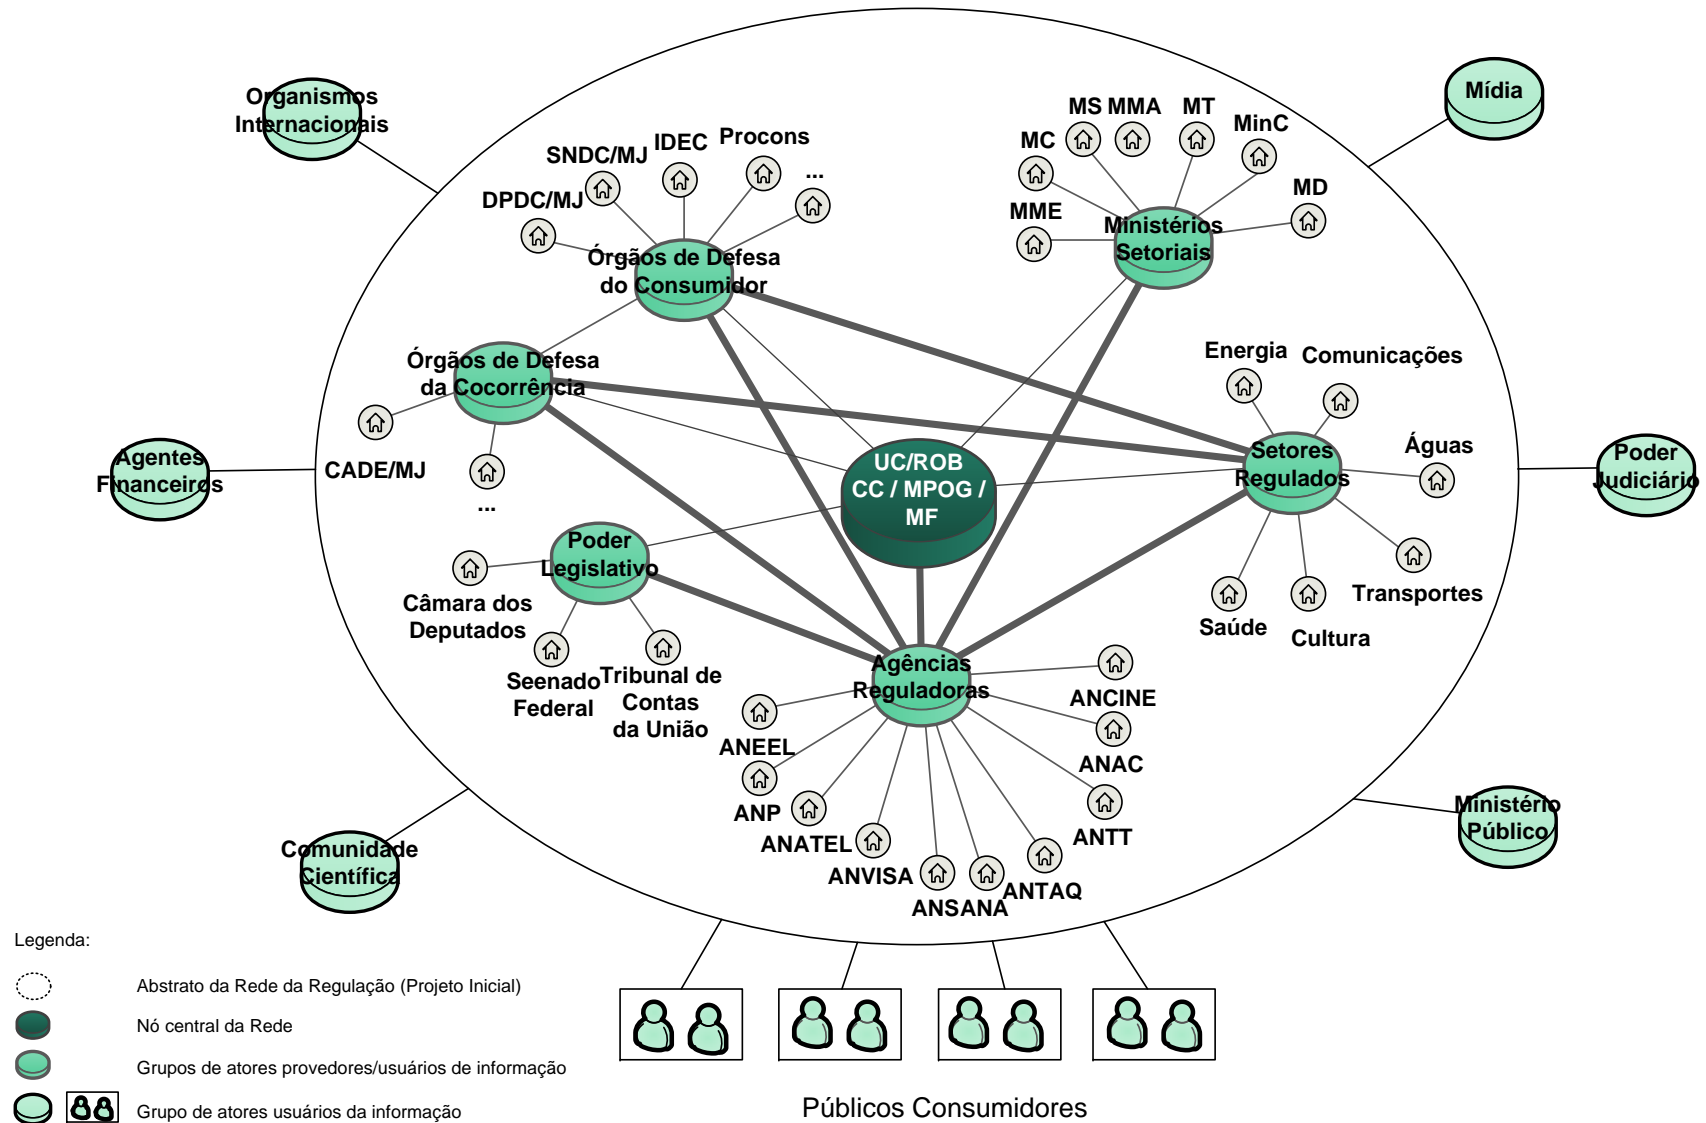 Organismos
Internacionais
Mídia
MS
MMA
MT
MinC
MC
MD
MME
Ministérios
Setoriais
SNDC/MJ
IDEC
Procons
...
DPDC/MJ
Órgãos de Defesa
do Consumidor
Órgãos de Defesa
da Cocorrência
CADE/MJ
...
Energia
Comunicações
Águas
Setores
Regulados
Transportes
Saúde
Cultura
Agentes
Financeiros
Poder
Judiciário
UC/ROB
CC / MPOG /
MF
Poder
Legislativo
Câmara dos
Deputados
Seenado
Federal
Tribunal de
Contas
da União
Agências
Reguladoras
ANCINE
ANEEL
ANAC
ANP
ANTT
ANATEL
ANVISA
ANS
ANA
ANTAQ
Comunidade
Científica
Ministério
Público
Legenda:
Abstrato da Rede da Regulação (Projeto Inicial)
Nó central da Rede
Grupos de atores provedores/usuários de informação
Grupo de atores usuários da informação
Públicos Consumidores